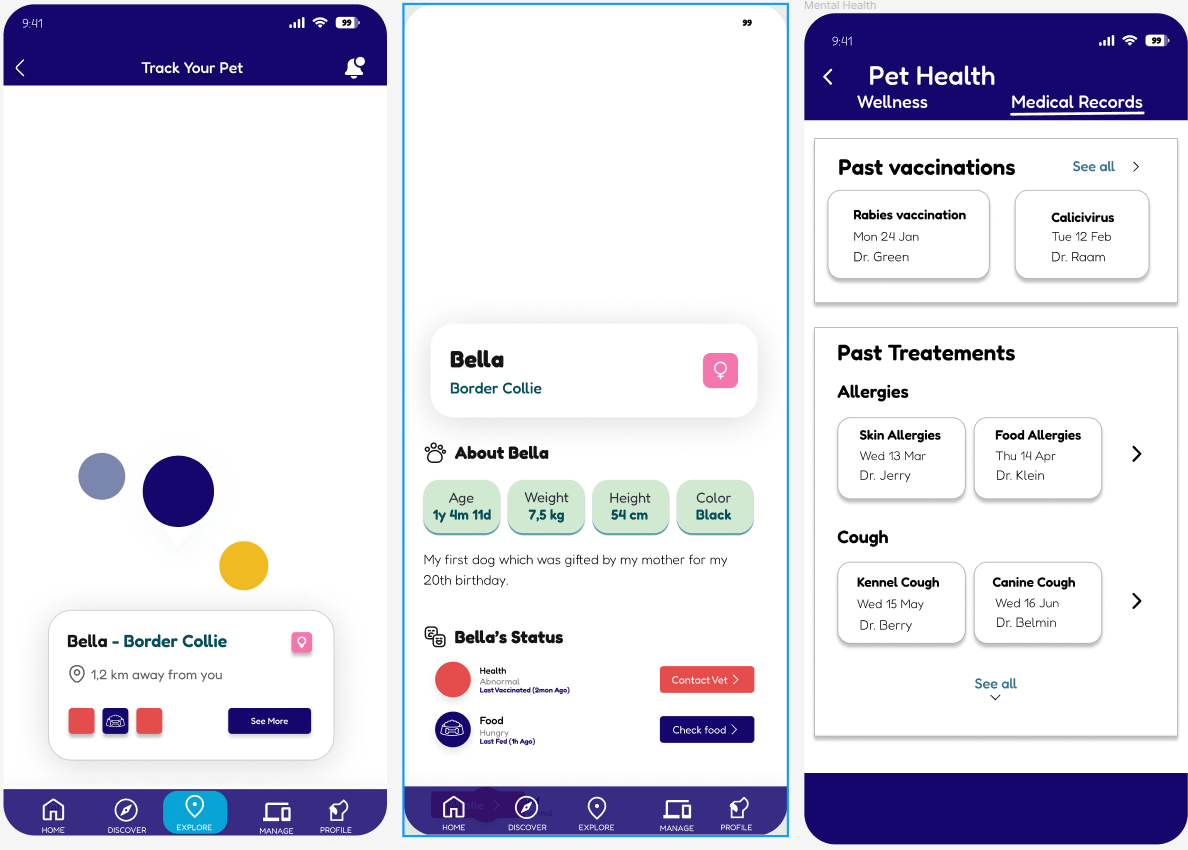 Mental Health
9:41
99
Track Your Pet
Bella - Border Collie
1,2 km away from you
See More
HOME
DISCOVER
EXPLORE
MANAGE
PROFILE
99
Bella
Border Collie
About Bella
Age
1y 4m 11d
Weight
7,5 kg
Height
54 cm
Color
Black
My first dog which was gifted by my mother for my
20th birthday.
Bella's Status
Health
Abnormal
Last Vaccinated (2mon Ago)
Contact Vet
Food
Hungry
Last Fed (1h Ago)
Check food
HOME
DISCOVER
EXPLORE
MANAGE
PROFILE
9:41
99
Pet Health
Wellness
Medical Records
Past vaccinations
See all
Rabies vaccination
Mon 24 Jan
Dr. Green
Calicivirus
Tue 12 Feb
Dr. Raam
Past Treatements
Allergies
Skin Allergies
Wed 13 Mar
Dr. Jerry
Food Allergies
Thu 14 Apr
Dr. Klein
Cough
Kennel Cough
Wed 15 May
Dr. Berry
Canine Cough
Wed 16 Jun
Dr. Belmin
See all